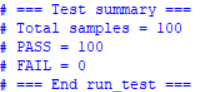 # === Test summary ===
# Total samples = 100
# PASS = 100
# FAIL = 0
# === End run_test ===